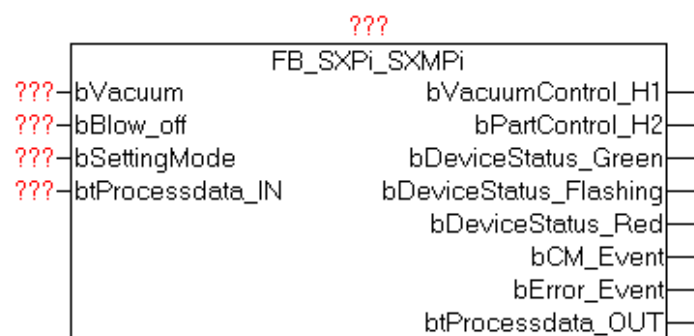 ???
FB_SXPi_SXMPi
???bVacuum bVacuumControl_H1
???bBlow_off bPartControl_H2
???bSettingMode bDeviceStatus_Green
???btProcessdata_IN bDeviceStatus_Flashing
bDeviceStatus_Red
bCM_Event
bError_Event
btProcessdata_OUT